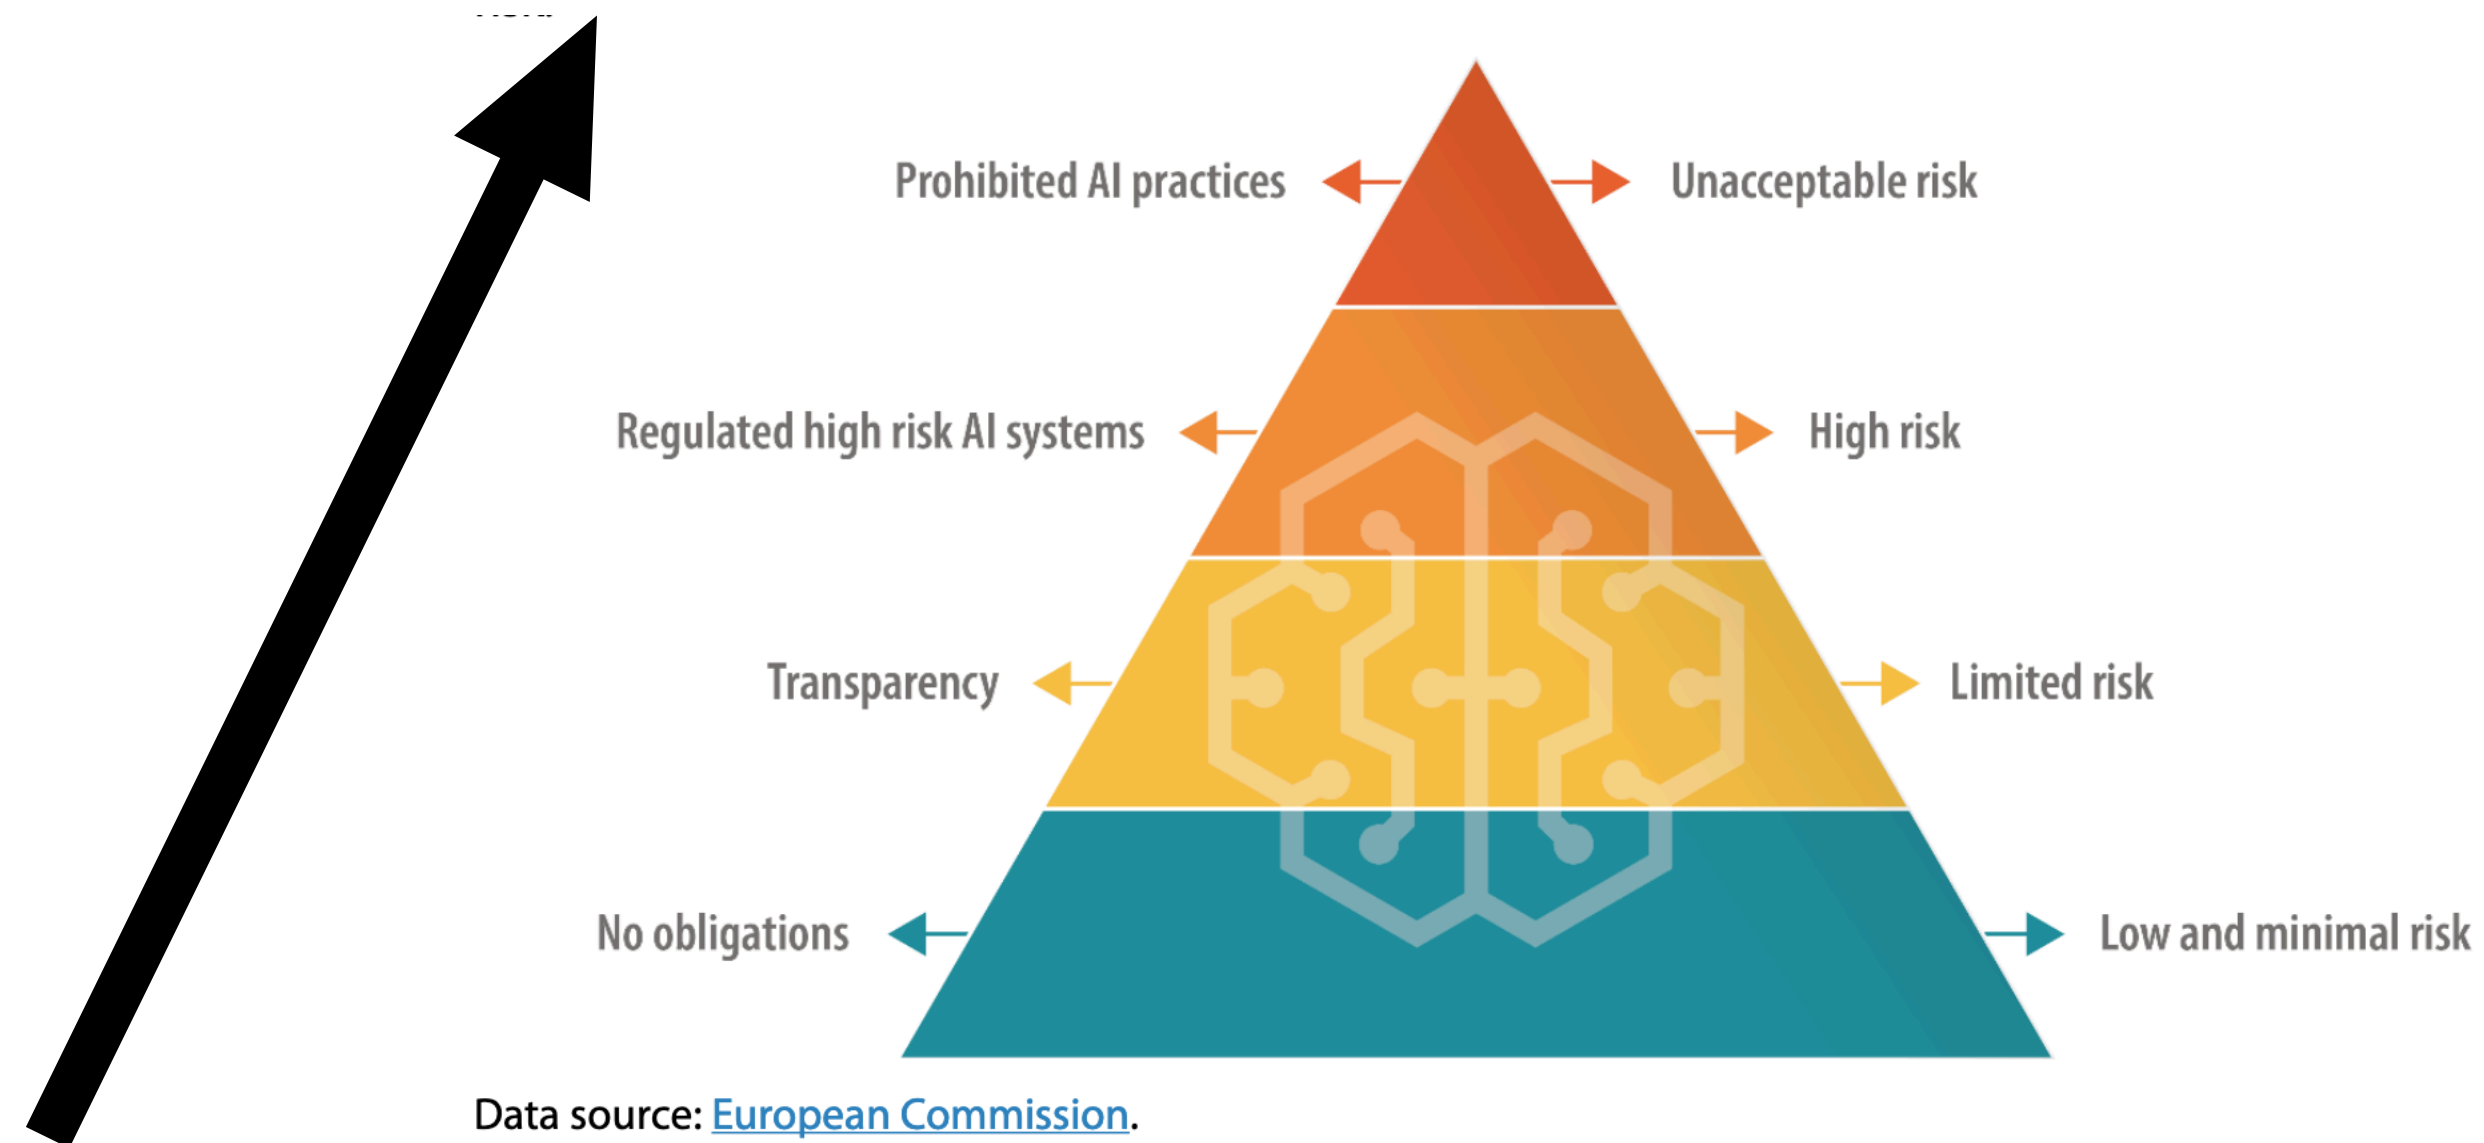 Prohibited AI practices Unacceptable risk
Regulated high risk AI systems High risk
Transparency Limited risk
No obligations Low and minimal risk
Data source: European Commission.